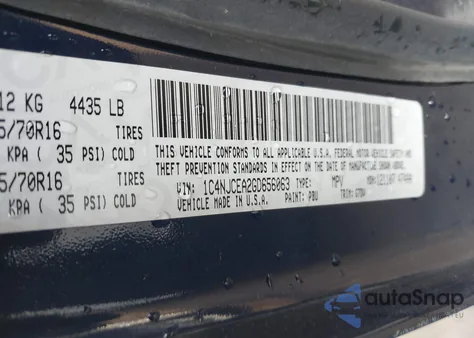 12 KG 4435 LB
5/70R16 TIRES
KPA ( 35 PSI) COLD
5/70R16 TIRES
KPA ( 35 PSI) COLD
THIS VEHICLE CONFORMS TO ALL APPLICABLE U.S.A. FEDERAL MOTOR VEHICLE SAFETY AND
THEFT PREVENTION STANDARDS IN EFFECT ON THE DATE OF MANUFACTURE SHOWN ABOVE.
VIN: 1C4NJCEA2GD656063 TYPE: MPV
VEHICLE MADE IN U.S.A. PAINT: PBU TRIM:
autoSnap